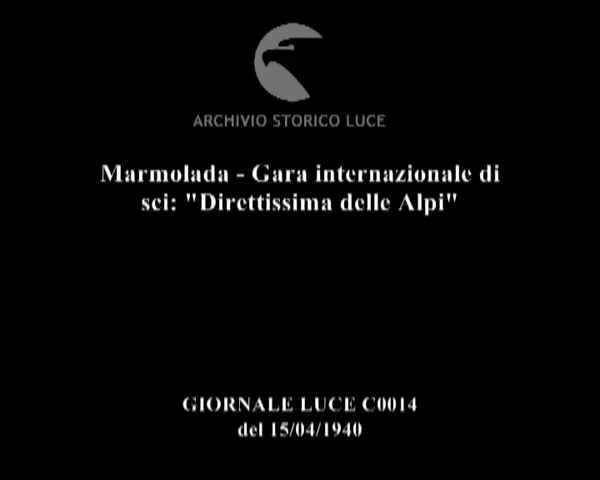 ARCHIVIO STORICO LUCE
Marmolada - Gara internazionale di
sci: "Direttissima delle Alpi"
GIORNALE LUCE C0014
del 15/04/1940